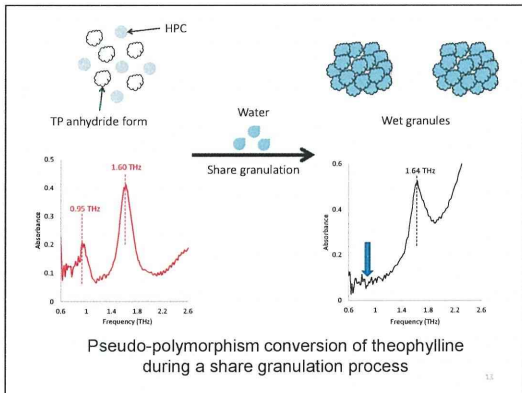 HPC
TP anhydride form
Water
Share granulation
Wet granules
0.5
0.4
0.3
0.2
0.1
0
Absorbance
0.95 THz
1.60 THz
0.6 1 1.4 1.8 2.2 2.6
Frequency (THz)
0.6
0.4
0.2
0
Absorbance
1.64 THz
0.6 1 1.4 1.8 2.2 2.6
Frequency (THz)
Pseudo-polymorphism conversion of theophylline
during a share granulation process